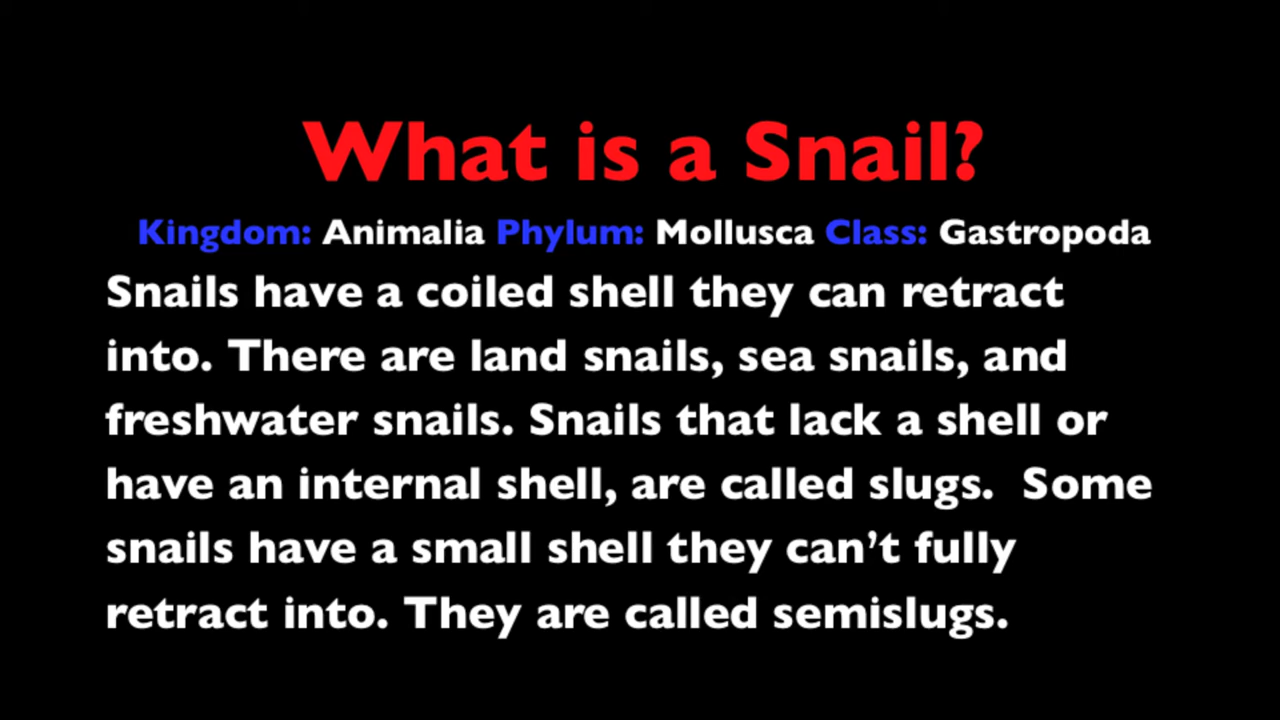 What is a Snail?
Kingdom: Animalia Phylum: Mollusca Class: Gastropoda
Snails have a coiled shell they can retract
into. There are land snails, sea snails, and
freshwater snails. Snails that lack a shell or
have an internal shell, are called slugs.  Some
snails have a small shell they can’t fully
retract into. They are called semislugs.